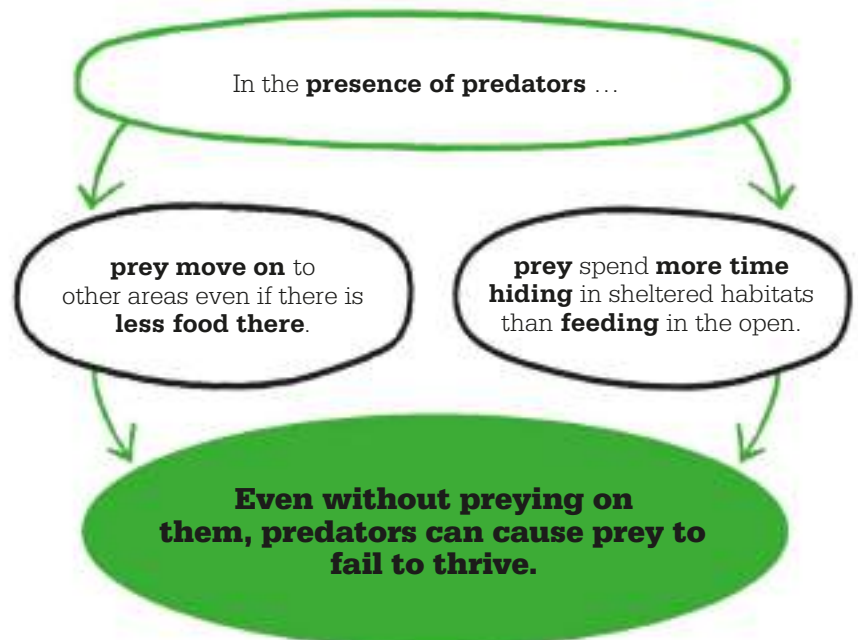 In the presence of predators ...
prey move on to
other areas even if there is
less food there.
prey spend more time
hiding in sheltered habitats
than feeding in the open.
Even without preying on
them, predators can cause prey to
fail to thrive.